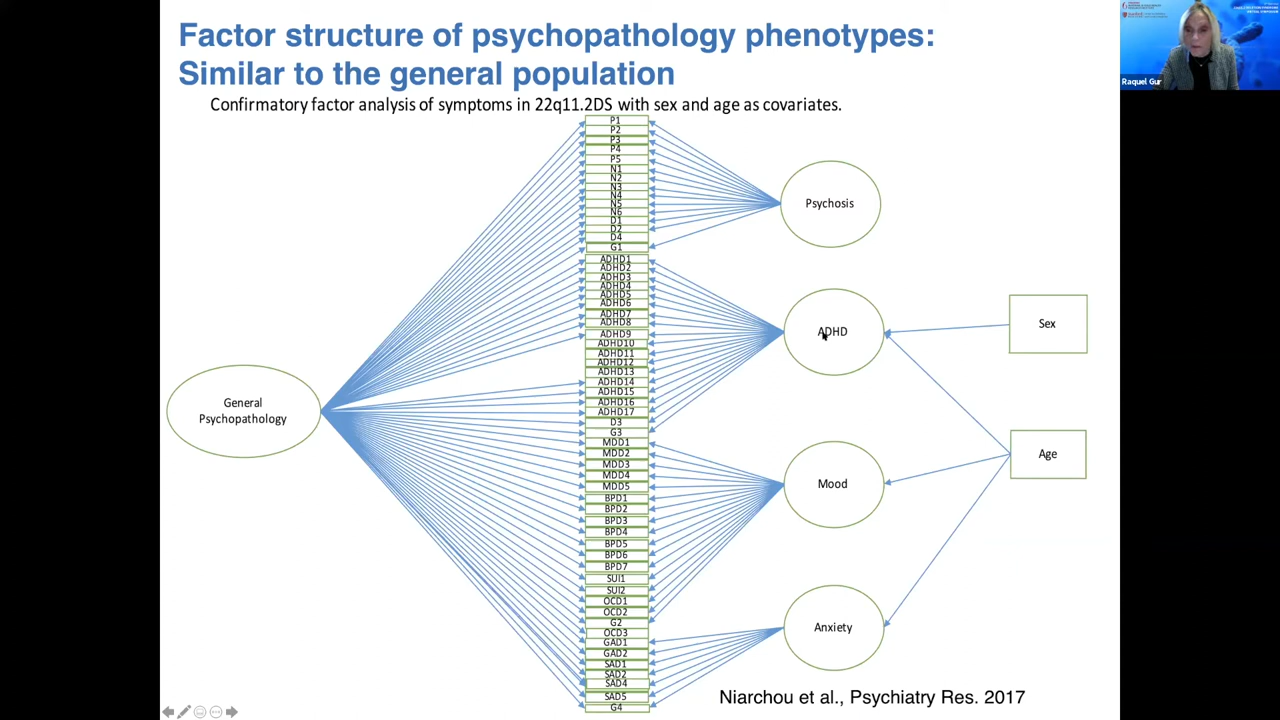 Factor structure of psychopathology phenotypes:
Similar to the general population
Confirmatory factor analysis of symptoms in 22q11.2DS with sex and age as covariates.
Raquel Gur
P1
P2
P3
P4
P5
N1
N2
N3
N4
N5
N6
D1
D2
D4
G1
ADHD1
ADHD2
ADHD3
ADHD4
ADHD5
ADHD6
ADHD7
ADHD8
ADHD9
ADHD10
ADHD11
ADHD12
ADHD13
ADHD14
ADHD15
ADHD16
ADHD17
D3
G3
MDD1
MDD2
MDD3
MDD4
MDD5
BPD1
BPD2
BPD3
BPD4
BPD5
BPD6
BPD7
SUI1
SUI2
OCD1
OCD2
G2
OCD3
GAD1
GAD2
SAD1
SAD2
SAD4
SAD5
G4
General
Psychopathology
Psychosis
ADHD
Mood
Anxiety
Sex
Age
Niarchou et al., Psychiatry Res. 2017